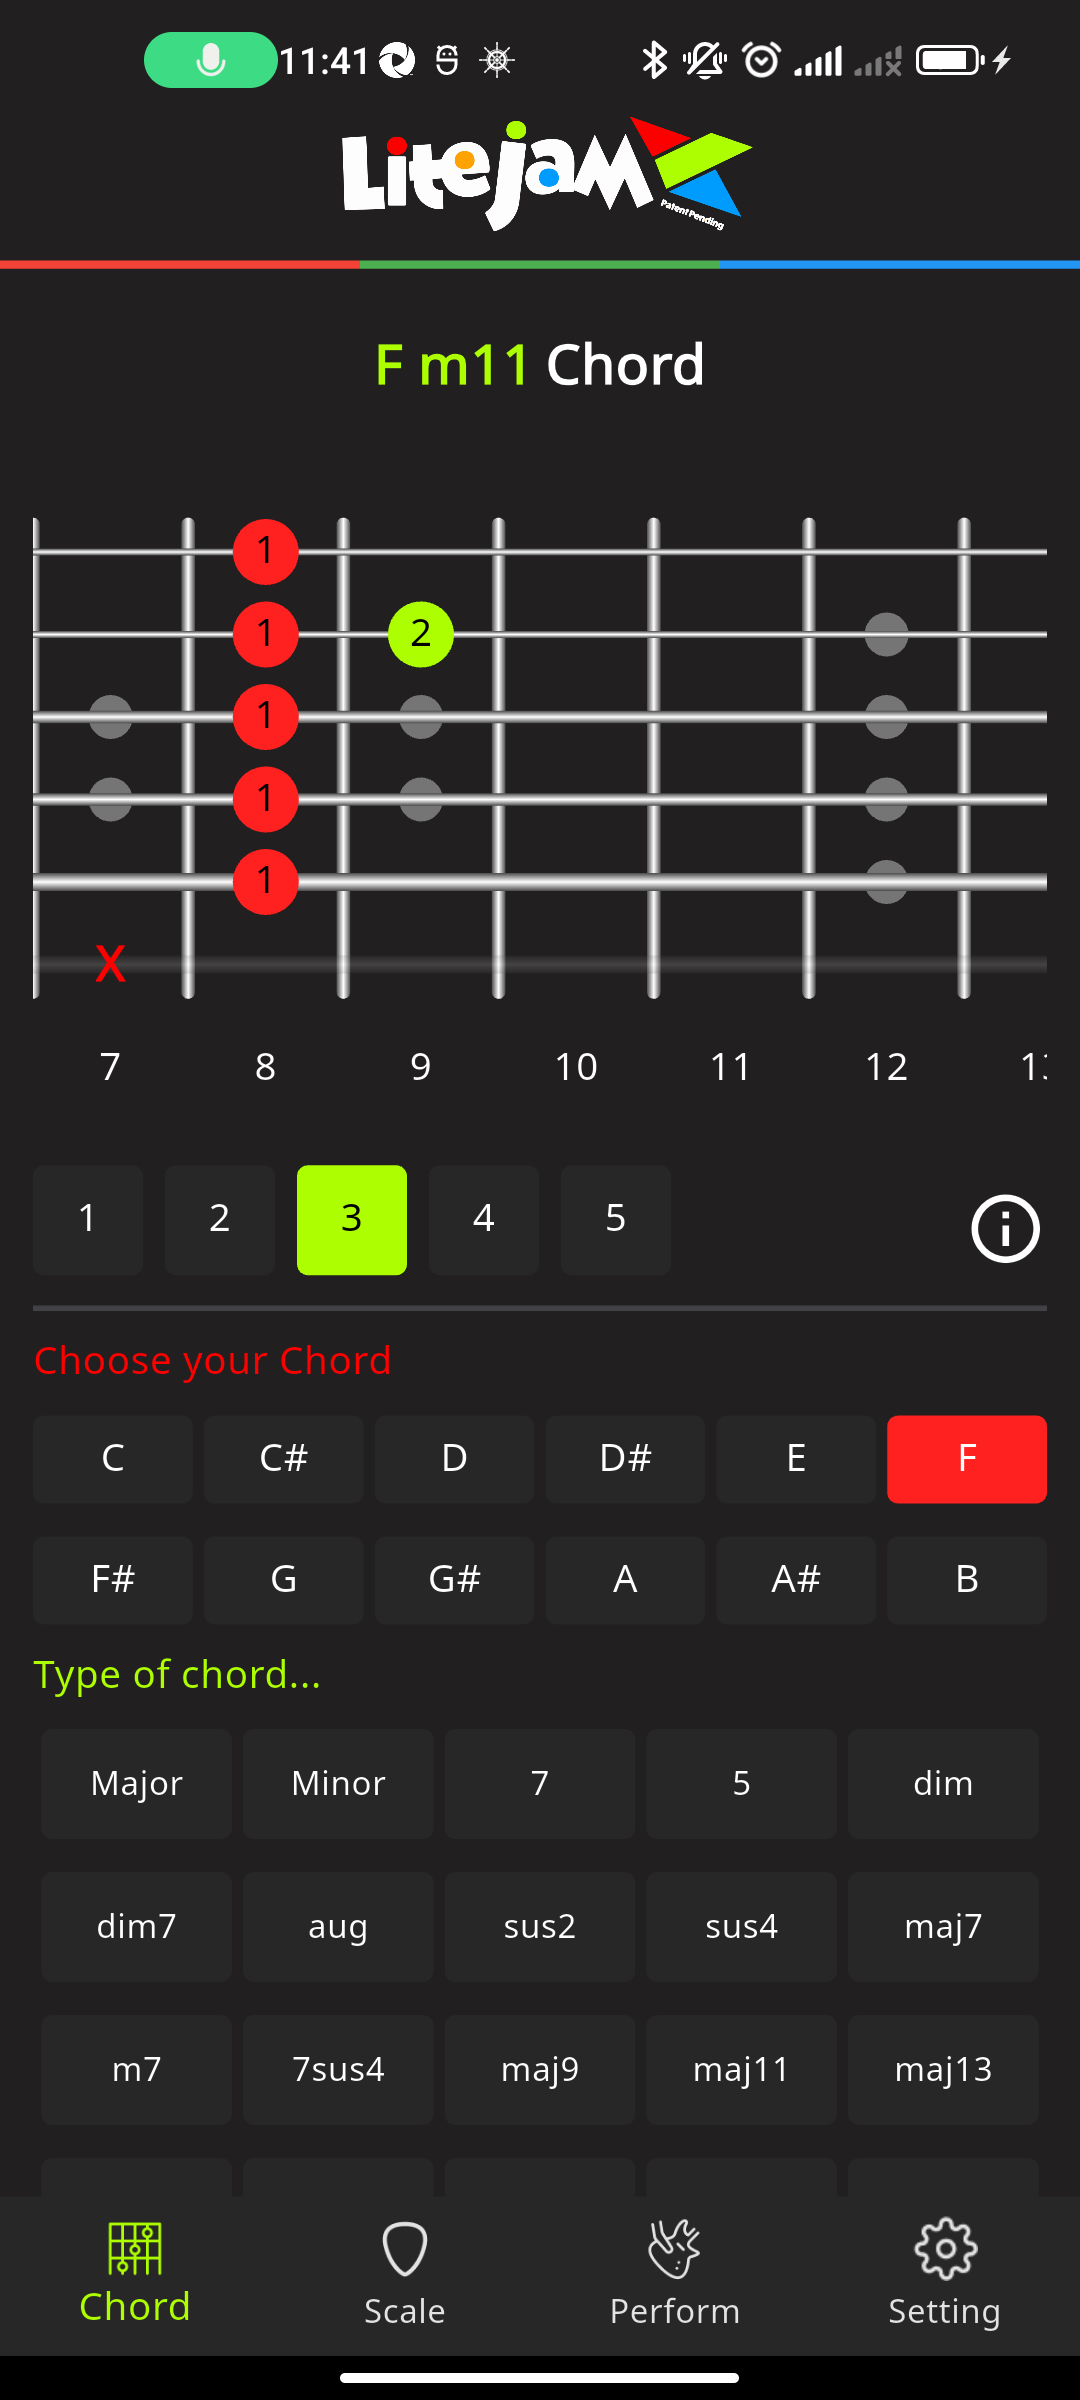 11:41
LiteJam
Patent Pending
F m11 Chord
1
1 2
1
1
1
X
7 8 9 10 11 12
1 2 3 4 5
Choose your Chord
C C# D D# E F
F# G G# A A# B
Type of chord...
Major Minor 7 5 dim
dim7 aug sus2 sus4 maj7
m7 7sus4 maj9 maj11 maj13
Chord Scale Perform Setting